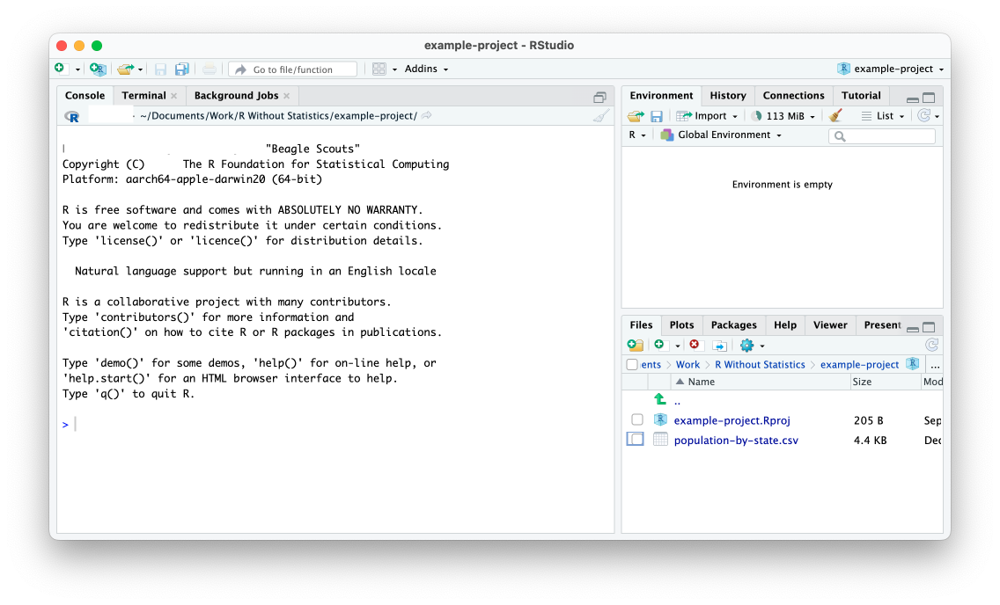 example-project - RStudio
Go to file/function
Addins
example-project
Console Terminal Background Jobs
~/Documents/Work/R Without Statistics/example-project/
"Beagle Scouts"
Copyright (C) The R Foundation for Statistical Computing
Platform: aarch64-apple-darwin20 (64-bit)
R is free software and comes with ABSOLUTELY NO WARRANTY.
You are welcome to redistribute it under certain conditions.
Type 'license()' or 'licence()' for distribution details.
Natural language support but running in an English locale
R is a collaborative project with many contributors.
Type 'contributors()' for more information and
'citation()' on how to cite R or R packages in publications.
Type 'demo()' for some demos, 'help()' for on-line help, or
'help.start()' for an HTML browser interface to help.
Type 'q()' to quit R.
>
Environment History Connections Tutorial
Import 113 MiB List
R Global Environment
Environment is empty
Files Plots Packages Help Viewer Present
ents > Work > R Without Statistics > example-project ...
Name Size Mod
..
example-project.Rproj 205 B Sep
population-by-state.csv 4.4 KB Dec